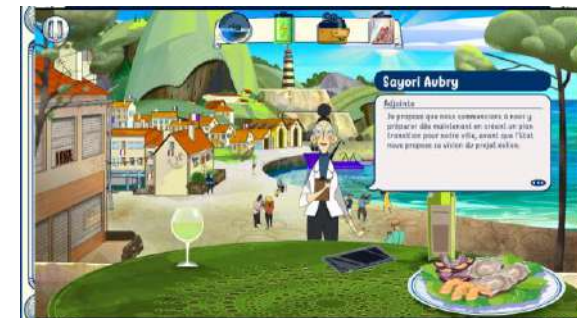 Sayori Aubry
Adjointe
Je propose que nous commencions à nous y
préparer dès maintenant en créant un plan
transition pour notre ville, avant que l'état
nous propose sa vision du projet éolien.